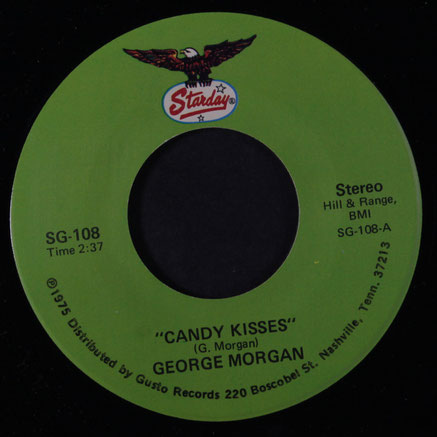 Starday®
Stereo
Hill & Range,
BMI
SG-108-A
SG-108
Time 2:37
"CANDY KISSES"
(G. Morgan)
GEORGE MORGAN
℗1975 Distributed by Gusto Records 220 Boscobel St. Nashville, Tenn. 37213